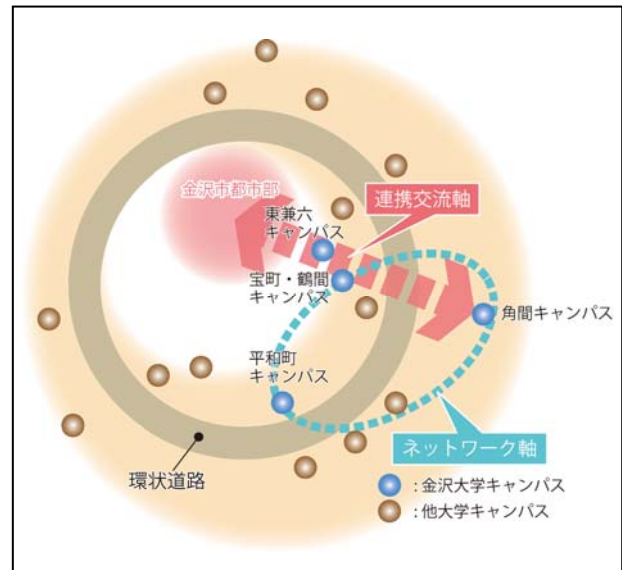 金沢市都市部
連携交流軸
東兼六
キャンパス
宝町・鶴間
キャンパス
角間キャンパス
平和町
キャンパス
ネットワーク軸
環状道路
:金沢大学キャンパス
:他大学キャンパス